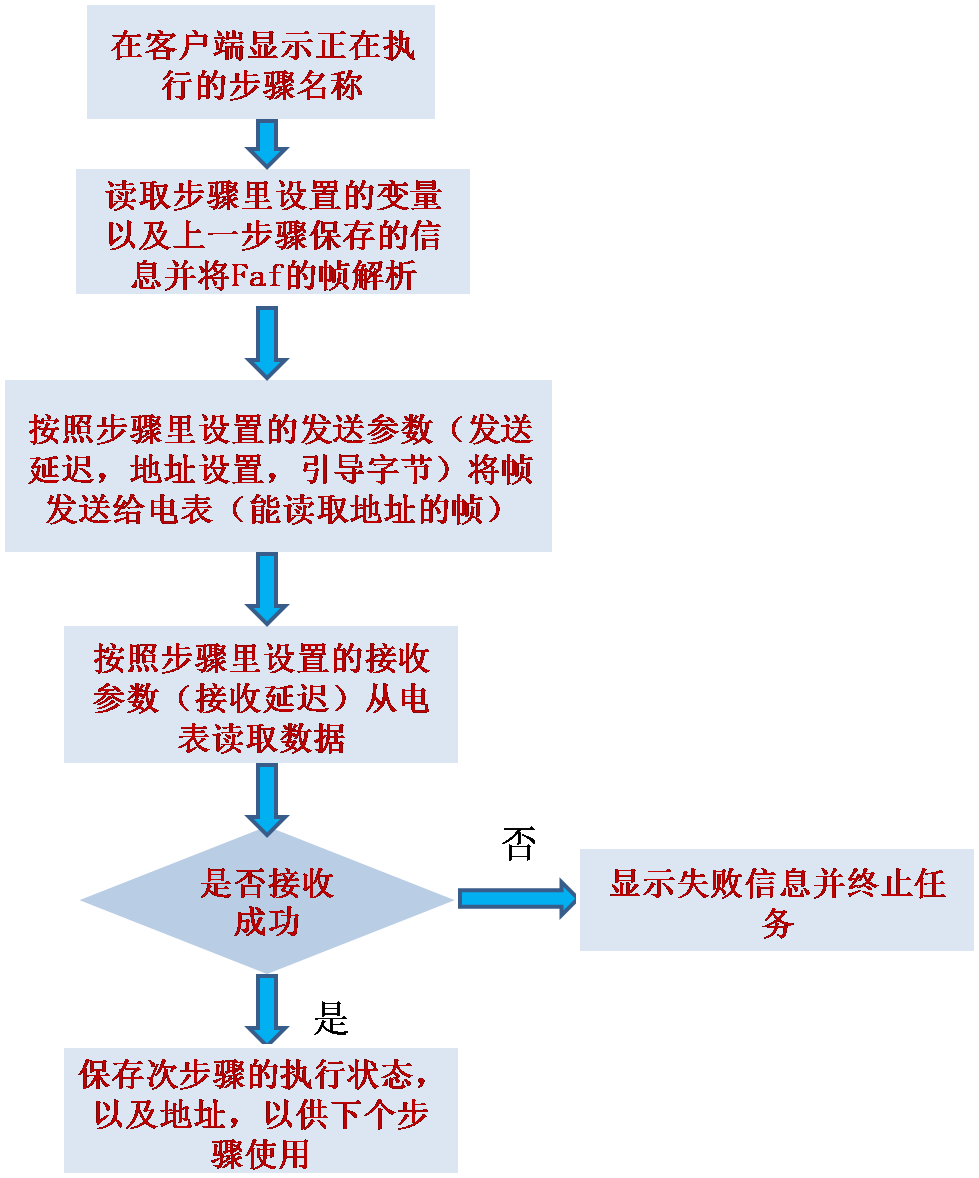 在客户端显示正在执
行的步骤名称
读取步骤里设置的变量
以及上一步骤保存的信
息并将Faf的帧解析
按照步骤里设置的发送参数（发送
延迟，地址设置，引导字节）将帧
发送给电表（能读取地址的帧）
按照步骤里设置的接收
参数（接收延迟）从电
表读取数据
是否接收
成功
否
显示失败信息并终止任
务
是
保存次步骤的执行状态，
以及地址，以供下个步
骤使用